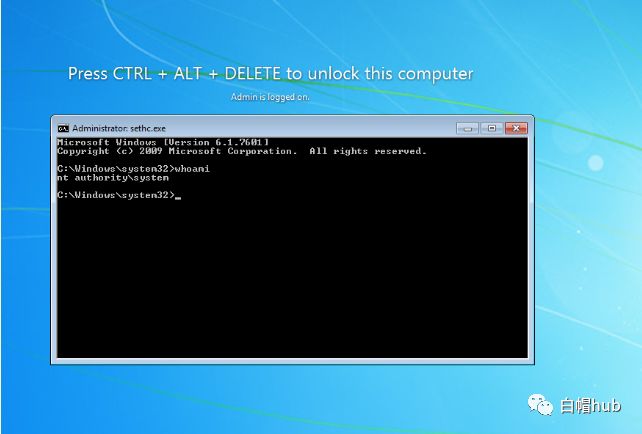 Press CTRL + ALT + DELETE to unlock this computer
Admin is logged on.
Administrator: sethc.exe
Microsoft Windows [Version 6.1.7601]
Copyright (c) 2009 Microsoft Corporation.  All rights reserved.
C:\Windows\system32>whoami
nt authority\system
C:\Windows\system32>_
白帽hub